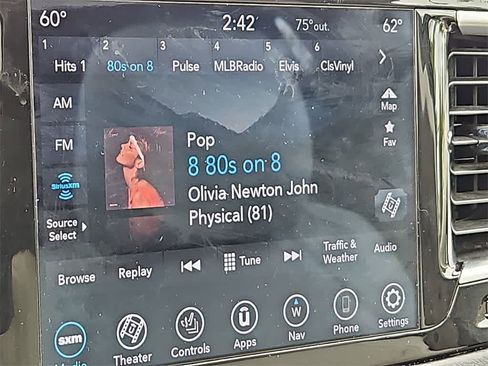 60° 2:42 75°out. 62°
1 2 3 4 5 6
Hits 1 80s on 8 Pulse MLBRadio Elvis ClsVinyl
AM
Map
FM
Fav
Pop
8 80s on 8
SiriusXM
Olivia Newton John
Physical (81)
Source
Select
Browse Replay Tune Traffic &
Weather Audio
sxm U W
Media Theater Controls Apps Nav Phone Settings